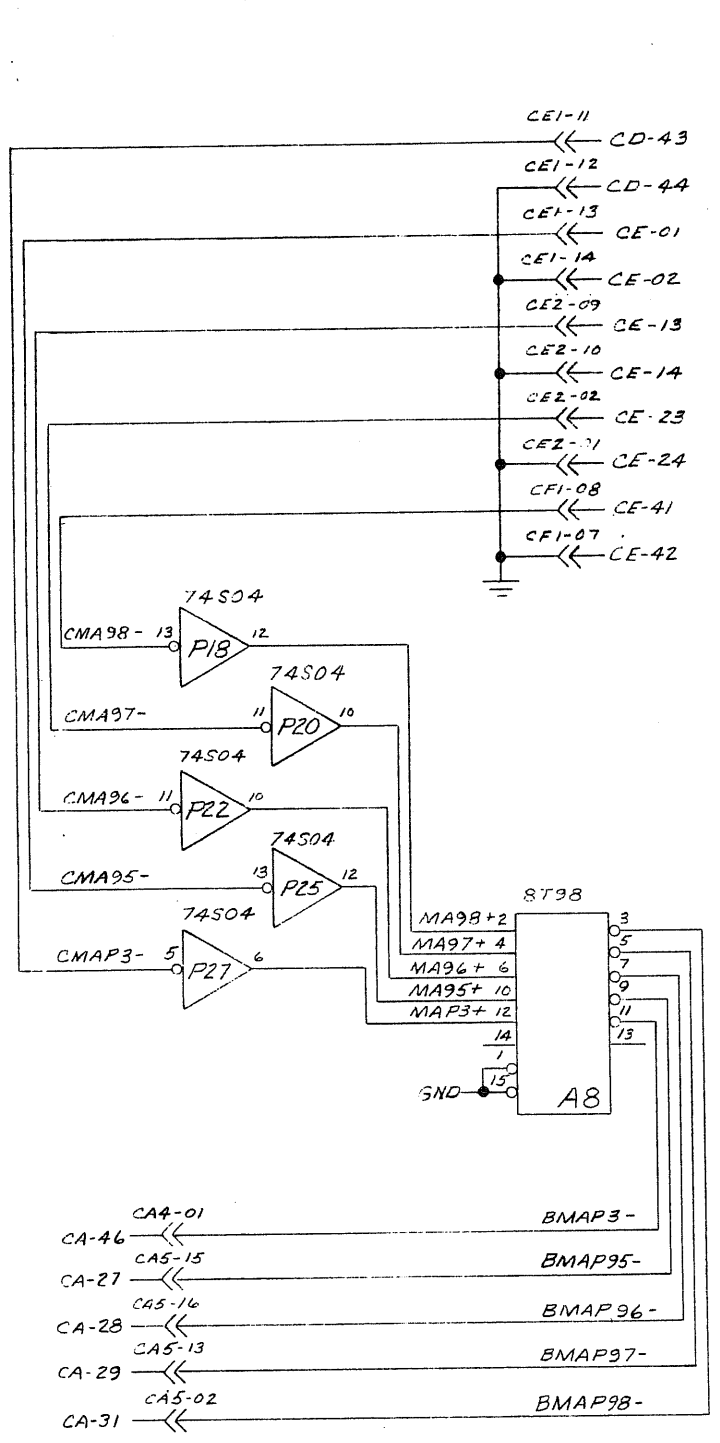 CE1-11
CD-43
CE1-12
CD-44
CE1-13
CE-01
CE1-14
CE-02
CE2-09
CE-13
CE2-10
CE-14
CE2-02
CE-23
CE-24
CF1-08
CE-41
CF1-07
CE-42
74S04
CMA98- 13 P18 12
74S04
CMA97- 11 P20 10
74S04
CMA96- 11 P22 10
74S04
CMA95- 13 P25 12
74S04
CMAP3- 5 P27 6
8T98
MA98+ 2 3
MA97+ 4 5
MA96+ 6 7
MA95+ 10 9
MAP3+ 12 11
14 13
1
GND 15 A8
CA4-01
CA-46 BMAP3-
CA5-15
CA-27 BMAP95-
CA5-16
CA-28 BMAP96-
CA5-13
CA-29 BMAP97-
CA5-02
CA-31 BMAP98-